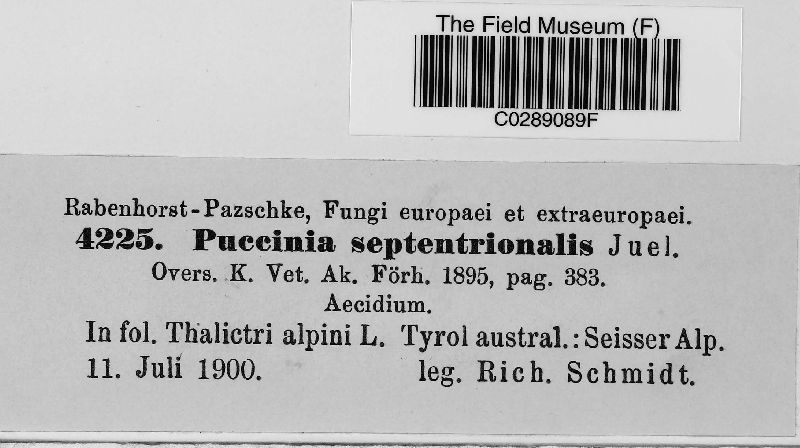 The Field Museum (F)
C0289089F
Rabenhorst-Pazschke, Fungi europaei et extraeuropaei.
4225. Puccinia septentrionalis Juel.
Overs. K. Vet. Ak. Förh. 1895, pag. 383.
Aecidium.
In fol. Thalictri alpini L. Tyrol austral.: Seisser Alp.
11. Juli 1900. leg. Rich. Schmidt.